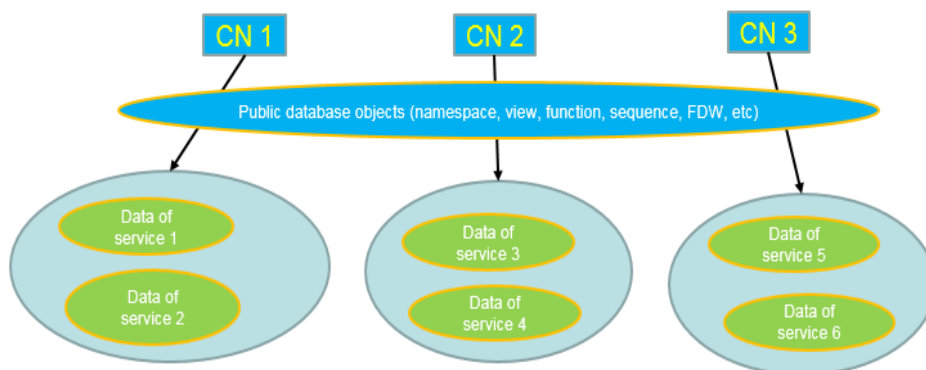 CN 1
CN 2
CN 3
Public database objects (namespace, view, function, sequence, FDW, etc)
Data of
service 1
Data of
service 2
Data of
service 3
Data of
service 4
Data of
service 5
Data of
service 6